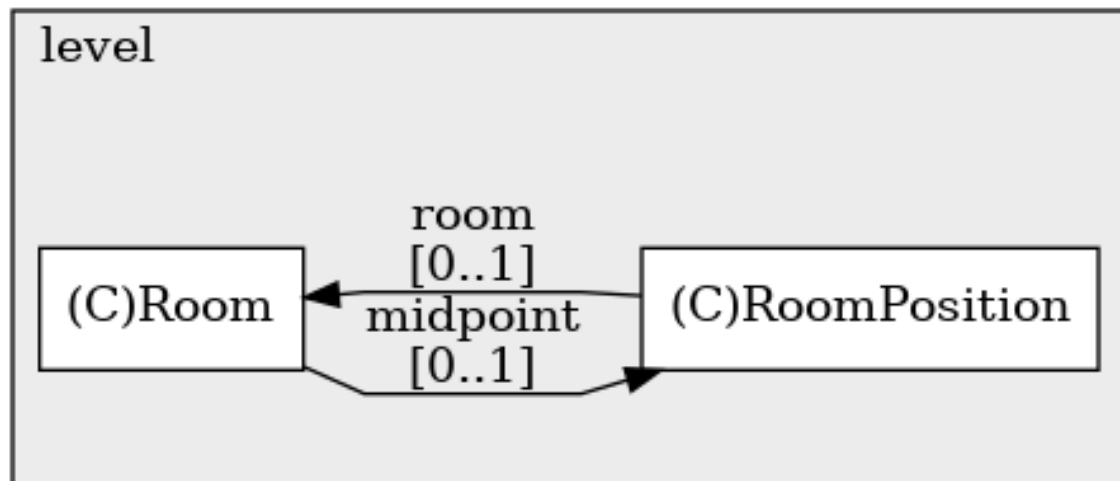 level
room
[0..1]
(C)Room
(C)RoomPosition
midpoint
[0..1]